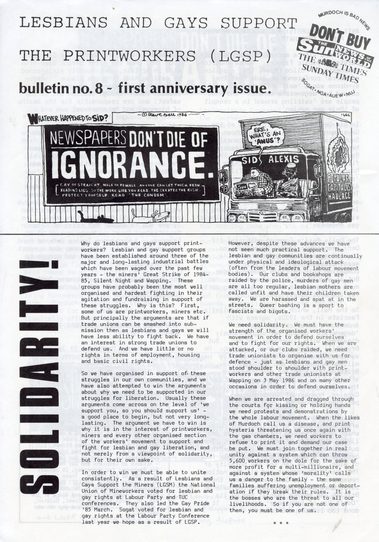 LESBIANS AND GAYS SUPPORT
THE PRINTWORKERS (LGSP)
bulletin no. 8 ~ first anniversary issue.
MURDOCH IS BAD NEWS
DON'T BUY
Sun NEWS
WORLD
THE TIMES
SUNDAY TIMES
SOGAT·NGA·AUEW·NUJ
WHATEVER HAPPENED TO SID?
NEWSPAPERS DON'T DIE OF
IGNORANCE.
GAY OR STRAIGHT, MALE OR FEMALE, ANYONE CAN
PROTECT YOURSELF. READ
ERE,
WHAT'S AN
SID
ALEXIS
SOLIDARITY!
Why do lesbians and gays support print-
workers? Lesbian and gay support groups
have been established around three of the
major and long-lasting industrial battles
which have been waged over the past few
years - the miners' Great Strike of 1984-
85, Silent Night and Wapping. These
groups have probably been the most well
organised and hardest fighting in their
agitation and fundraising in support of
these struggles. Why is this? First,
some of us are printworkers, miners etc.
But principally the arguments are that if
trade unions can be smashed into sub-
mission then as lesbians and gays we will
have less ability to fight back. We have
an interest in strong trade unions to
defend us. And we have little or no
rights in terms of employment, housing
and basic civil rights.
So we have organised in support of these
struggles in our own communities, and we
have also attempted to win the arguments
about why we need to be supported in our
struggles for liberation. Usually these
arguments come across on the level of 'we
support you, so you should support us' -
a good place to begin, but not very long-
lasting. The argument we have to win is
why it is in the interest of printworkers,
miners and every other organised section
of the workers' movement to support and
fight for lesbian and gay liberation, and
not merely from a viewpoint of solidarity,
but for their own sake.
In order to win we must be able to unite
consistently. As a result of Lesbians and
Gays Support the Miners (LGSM) the National
Union of Mineworkers voted for lesbian and
gay rights at Labour Party and TUC
conferences. They also led the Gay Pride
'85 March. Sogat voted for lesbian and
gay rights at the Labour Party Conference
last year we hope as a result of LGSP.
However, despite these advances we have
not seen much practical support. The
lesbian and gay communities are continually
under physical and ideological attack
(often from the leaders of labour movement
bodies). Our clubs and bookshops are
raided by the police, murders of gay men
are all too regular, lesbian mothers are
called unfit and have their children taken
away. We are harassed and spat at in the
streets. Queer bashing is a sport to
fascists and bigots.
We need solidarity. We must have the
strength of the organised workers'
movement in order to defend ourselves
and to fight for our rights. When we are
attacked, or our clubs raided, we need the
trade unionists to organise with us for
defence - just as lesbians and gay men
stood shoulder to shoulder with print-
workers and other trade unionists at
Wapping on 3 May 1986 and on many other
occasions in order to defend ourselves.
When we are arrested and dragged through
the courts for kissing or holding hands
we need protests and demonstrations by
the whole labour movement. When the likes
of Murdoch call us a disease, and print
hysteria threatening us once again with
the gas chambers, we need workers to
refuse to print it and demand our case
be put. We must join together in real
unity against a system which can throw
5,600 workers on the dole for the sake of
more profit for a multi-millionaire, and
against a system whose 'morality' calls
us a danger to the family - the same
families suffering unemployment or deport-
ation if they break their rules. It is
the bosses who are the threat to all our
livelihoods. So if you are not one of
them, you must be one of us.
* * *